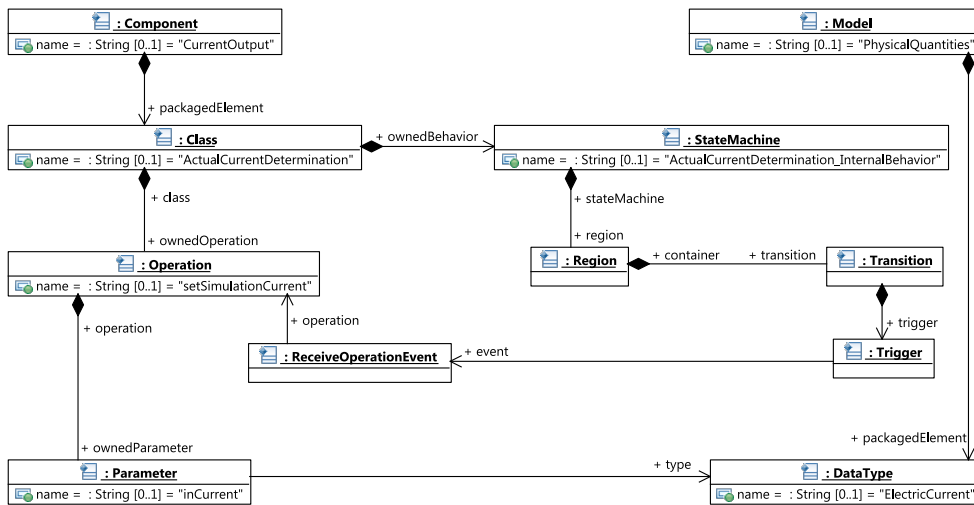 : Component
name = : String [0..1] = "CurrentOutput"
: Model
name = : String [0..1] = "PhysicalQuantities"
+ packagedElement
: Class
name = : String [0..1] = "ActualCurrentDetermination"
+ ownedBehavior
: StateMachine
name = : String [0..1] = "ActualCurrentDetermination_InternalBehavior"
+ class
+ stateMachine
+ ownedOperation
+ region
: Operation
name = : String [0..1] = "setSimulationCurrent"
: Region
+ container
+ transition
: Transition
+ operation
+ operation
+ trigger
: ReceiveOperationEvent
+ event
: Trigger
+ ownedParameter
+ packagedElement
: Parameter
name = : String [0..1] = "inCurrent"
+ type
: DataType
name = : String [0..1] = "ElectricCurrent"